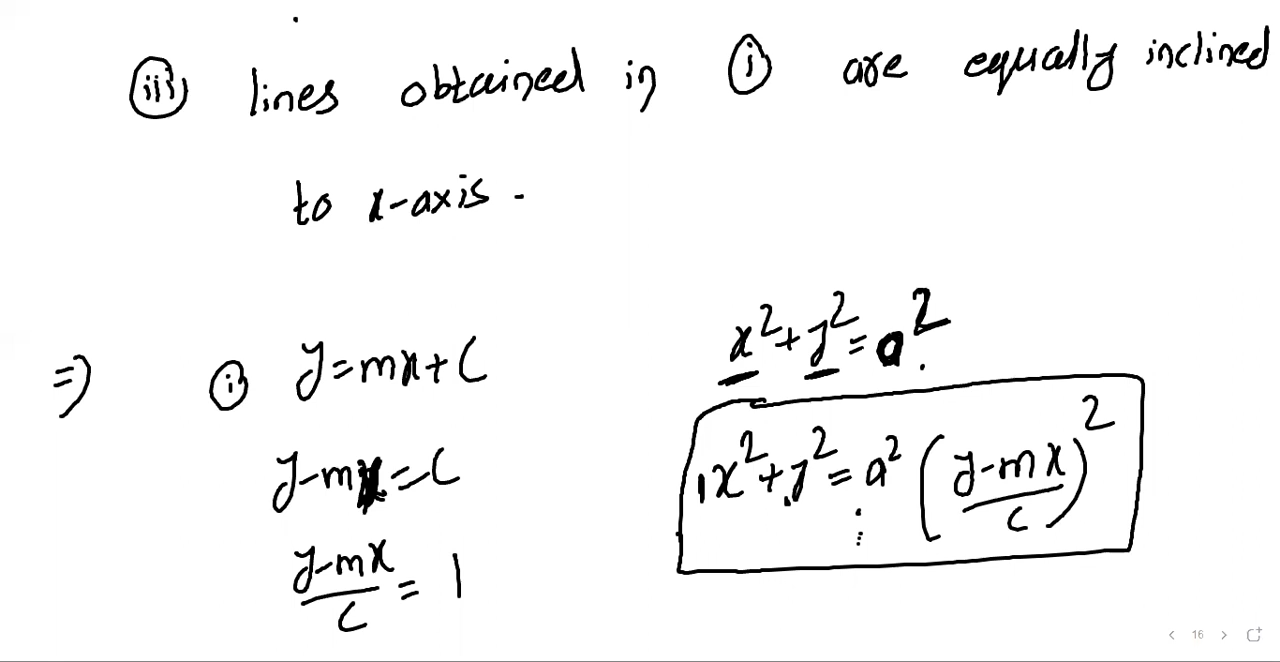 (iii) lines obtained in (i) are equally inclined
to x-axis.
x² + y² = a²
⇒ (i) y = mx + c
x² + y² = a² ( (y-mx)/c )²
y - mx = c
(y-mx)/c = 1
< 16 >